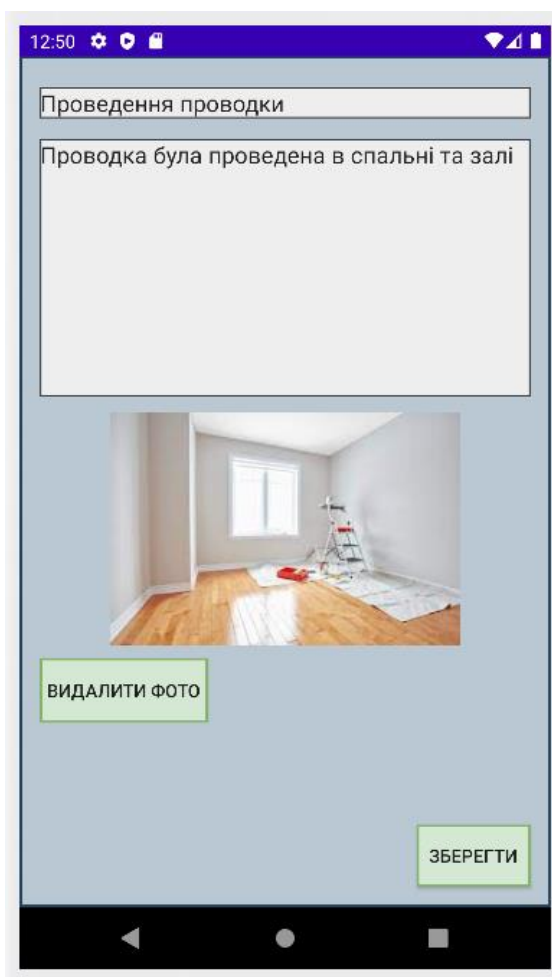 12:50
Проведення проводки
Проводка була проведена в спальні та залі
ВИДАЛИТИ ФОТО
ЗБЕРЕГТИ